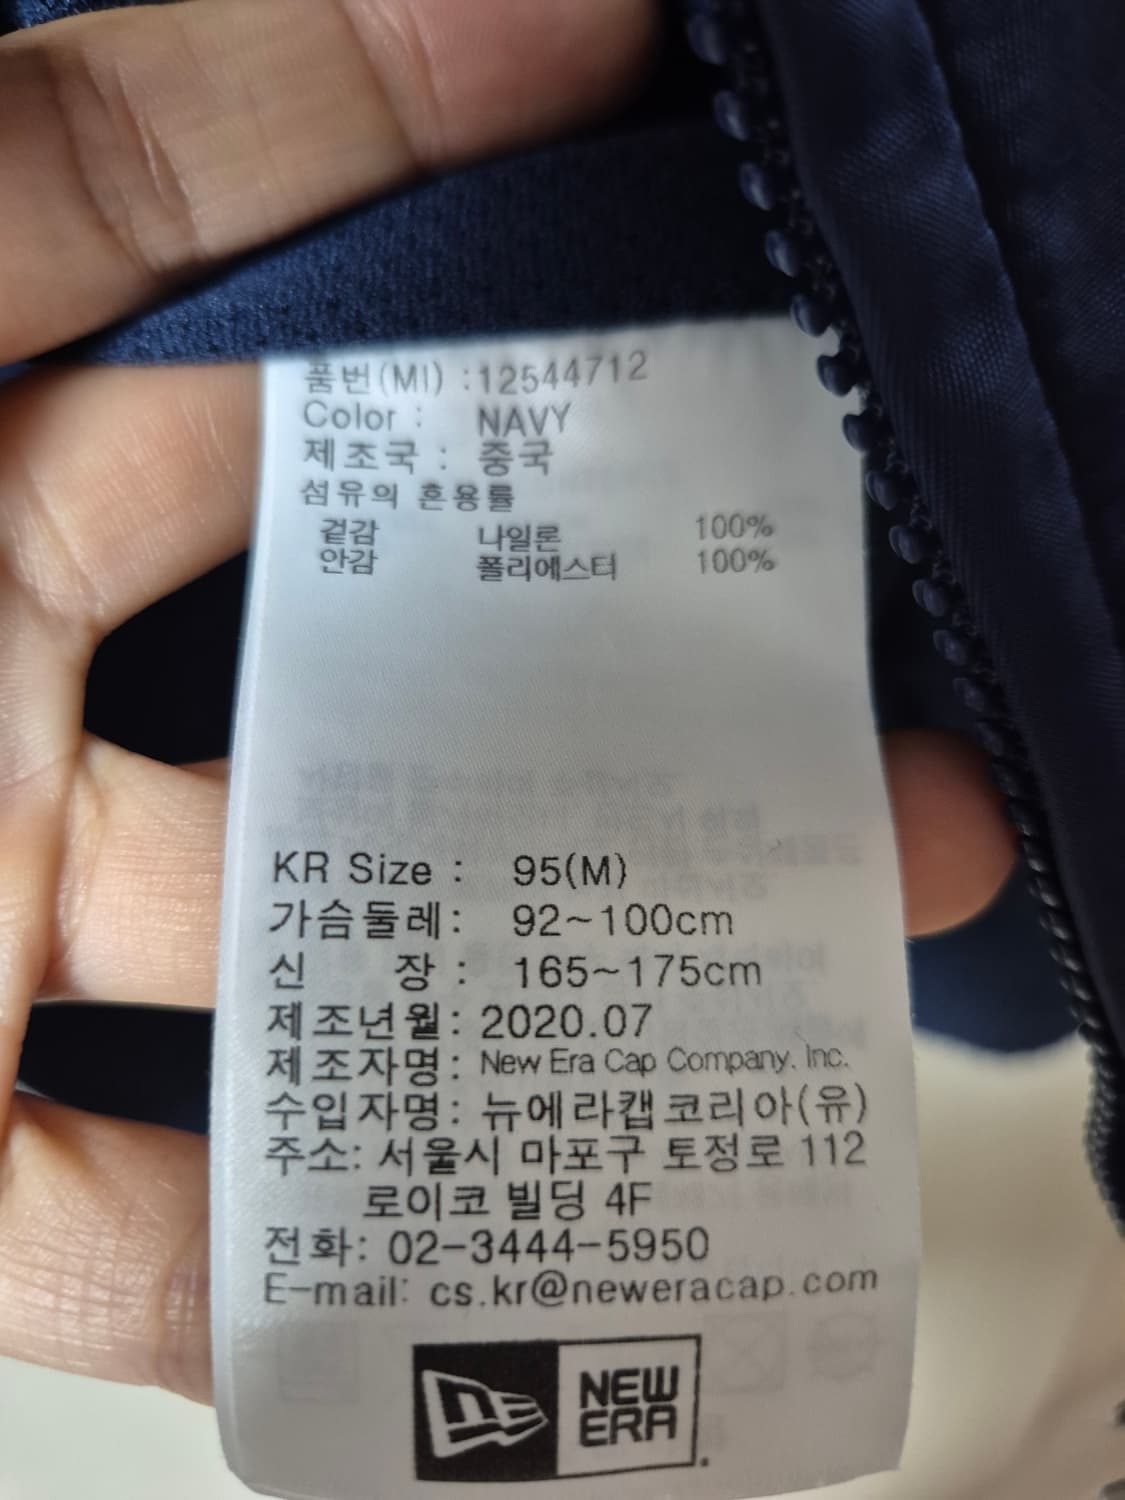 품번(MI) :12544712
Color : NAVY
제조국 : 중국
섬유의 혼용률
겉감 나일론 100%
안감 폴리에스터 100%
KR Size : 95(M)
가슴둘레: 92~100cm
신 장 : 165~175cm
제조년월: 2020.07
제조자명: New Era Cap Company. Inc.
수입자명: 뉴에라캡코리아(유)
주소: 서울시 마포구 토정로 112
로이코 빌딩 4F
전화: 02-3444-5950
E-mail: cs.kr@neweracap.com
NEW
ERA